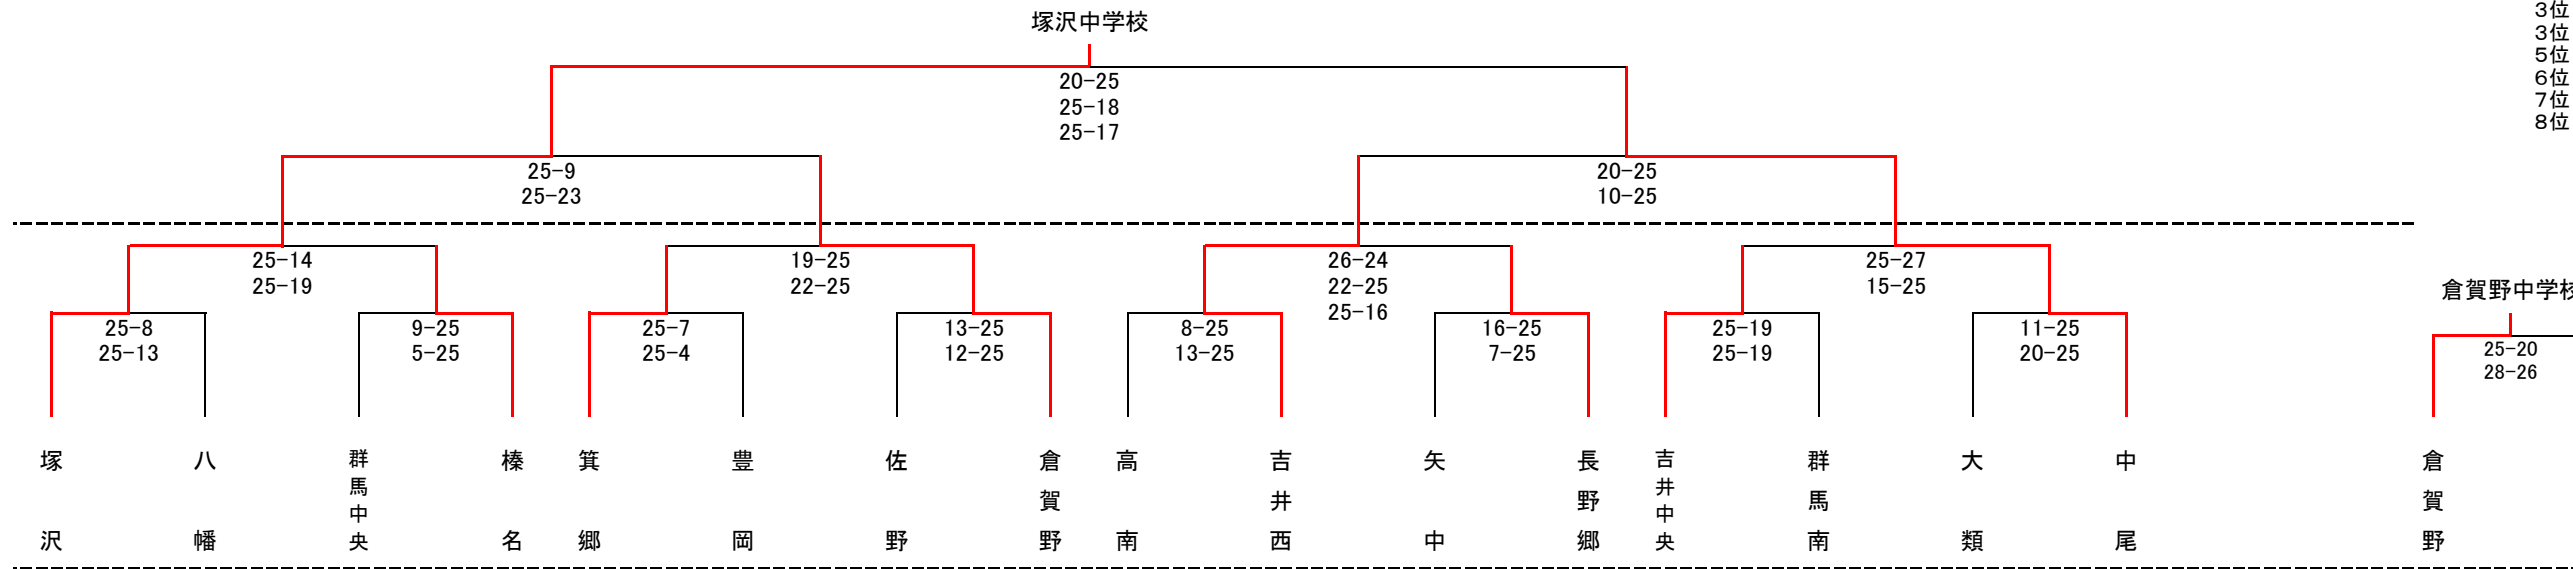 塚沢中学校
3位
3位
5位
6位
7位
8位
20-25
25-18
25-17
25-9
25-23
20-25
10-25
25-14
25-19
19-25
22-25
26-24
22-25
25-16
25-27
15-25
倉賀野中学校
25-8
25-13
9-25
5-25
25-7
25-4
13-25
12-25
8-25
13-25
16-25
7-25
25-19
25-19
11-25
20-25
25-20
28-26
塚沢
八幡
群馬中央
榛名
箕郷
豊岡
佐野
倉賀野
高南
吉井西
矢中
長野郷
吉井中央
群馬南
大類
中尾
倉賀野